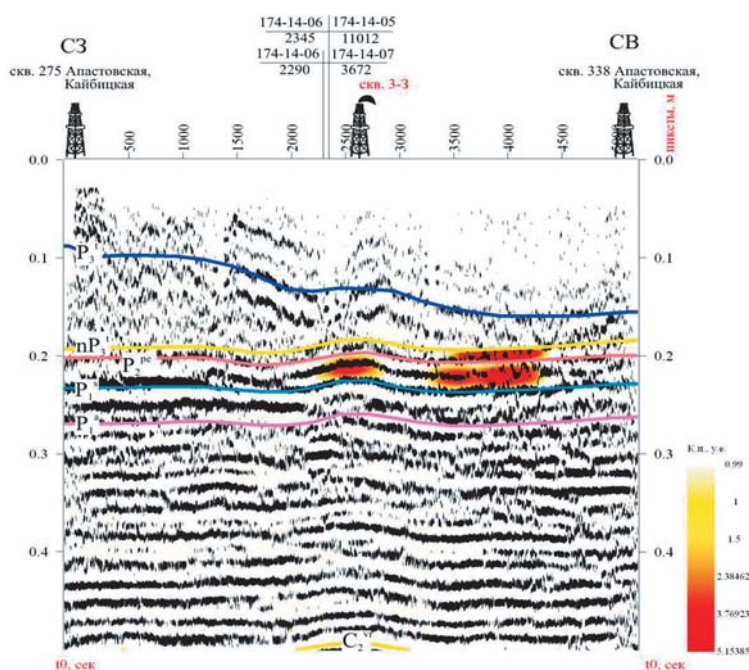 174-14-06 174-14-05
2345 11012
174-14-06 174-14-07
2290 3672
СЗ
СВ
скв. 275 Апастовская,
Кайбицкая
скв. 3-3
скв. 338 Апастовская,
Кайбицкая
500 1000 1500 2000 2500 3000 3500 4000 4500
пикеты, м
0.0 0.0
0.1 0.1
P3
nP2
0.2 0.2
P2
P1
P1
0.3 0.3
0.4 0.4
C2
t0, сек t0, сек
К.п., у.е.
0.99
1
1.5
2.38462
3.76923
5.15385